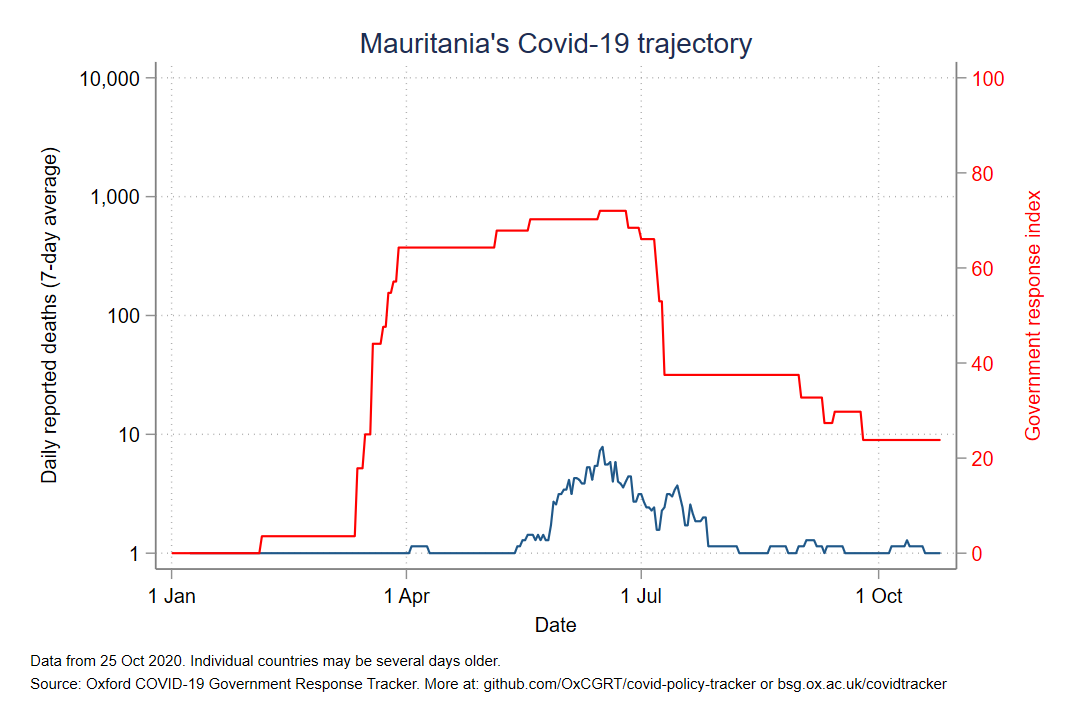 Mauritania's Covid-19 trajectory
10,000
1,000
100
10
1
Daily reported deaths (7-day average)
100
80
60
40
20
0
Government response index
1 Jan
1 Apr
1 Jul
1 Oct
Date
Data from 25 Oct 2020. Individual countries may be several days older.
Source: Oxford COVID-19 Government Response Tracker. More at: github.com/OxCGRT/covid-policy-tracker or bsg.ox.ac.uk/covidtracker